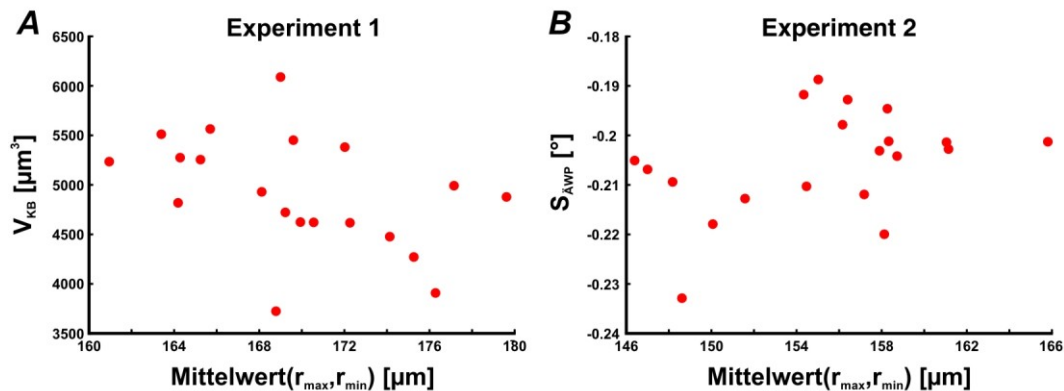 A Experiment 1
6500
6000
5500
5000
4500
4000
3500
V_KB [µm³]
160 164 168 172 176 180
Mittelwert(r_max,r_min) [µm]
B Experiment 2
-0.18
-0.19
-0.2
-0.21
-0.22
-0.23
-0.24
S_ÄWP [°]
146 150 154 158 162 166
Mittelwert(r_max,r_min) [µm]